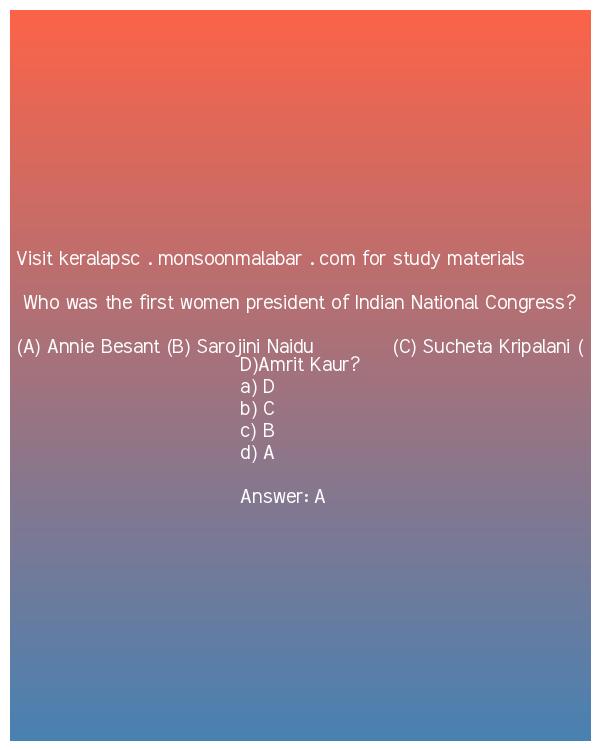 Visit keralapsc . monsoonmalabar . com for study materials
Who was the first women president of Indian National Congress?
(A) Annie Besant (B) Sarojini Naidu (C) Sucheta Kripalani (
D)Amrit Kaur?
a) D
b) C
c) B
d) A
Answer: A